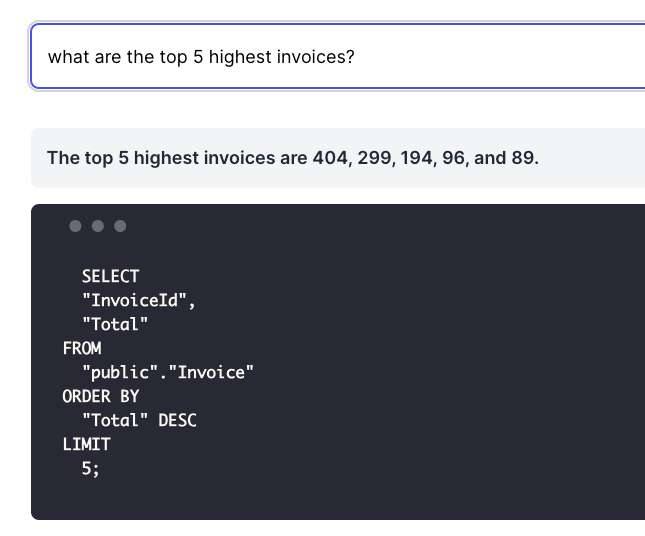 what are the top 5 highest invoices?
The top 5 highest invoices are 404, 299, 194, 96, and 89.
SELECT
"InvoiceId",
"Total"
FROM
"public"."Invoice"
ORDER BY
"Total" DESC
LIMIT
5;